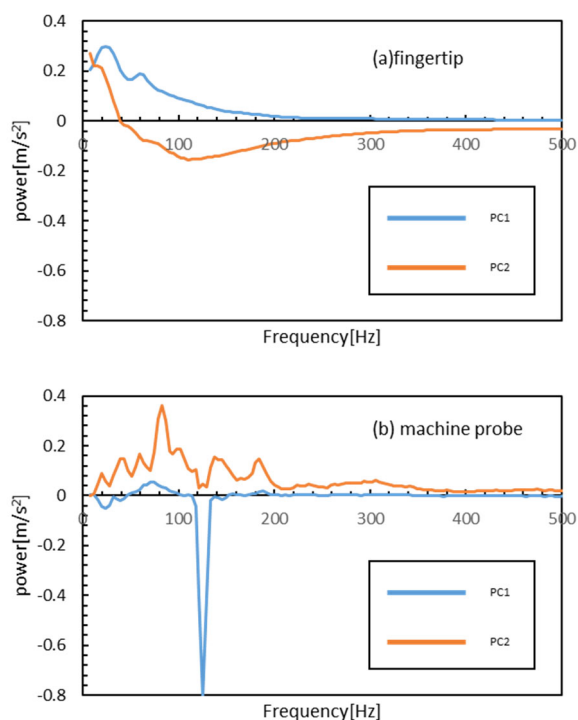 0.4
(a)fingertip
0.2
0
0 100 200 300 400 500
-0.2
power[m/s²]
-0.4
PC1
-0.6
PC2
-0.8
Frequency[Hz]
0.4
(b) machine probe
0.2
0
0 100 200 300 400 500
-0.2
power[m/s²]
-0.4
PC1
-0.6
PC2
-0.8
Frequency[Hz]